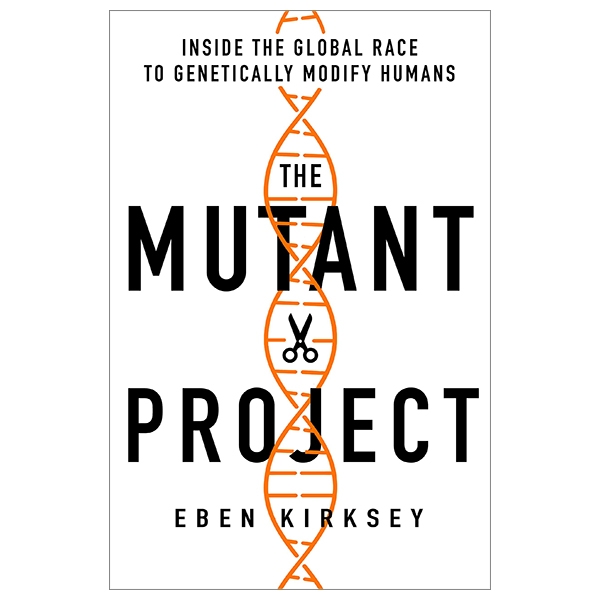 INSIDE THE GLOBAL RACE
TO GENETICALLY MODIFY HUMANS
THE
MUTANT
PROJECT
EBEN KIRKSEY